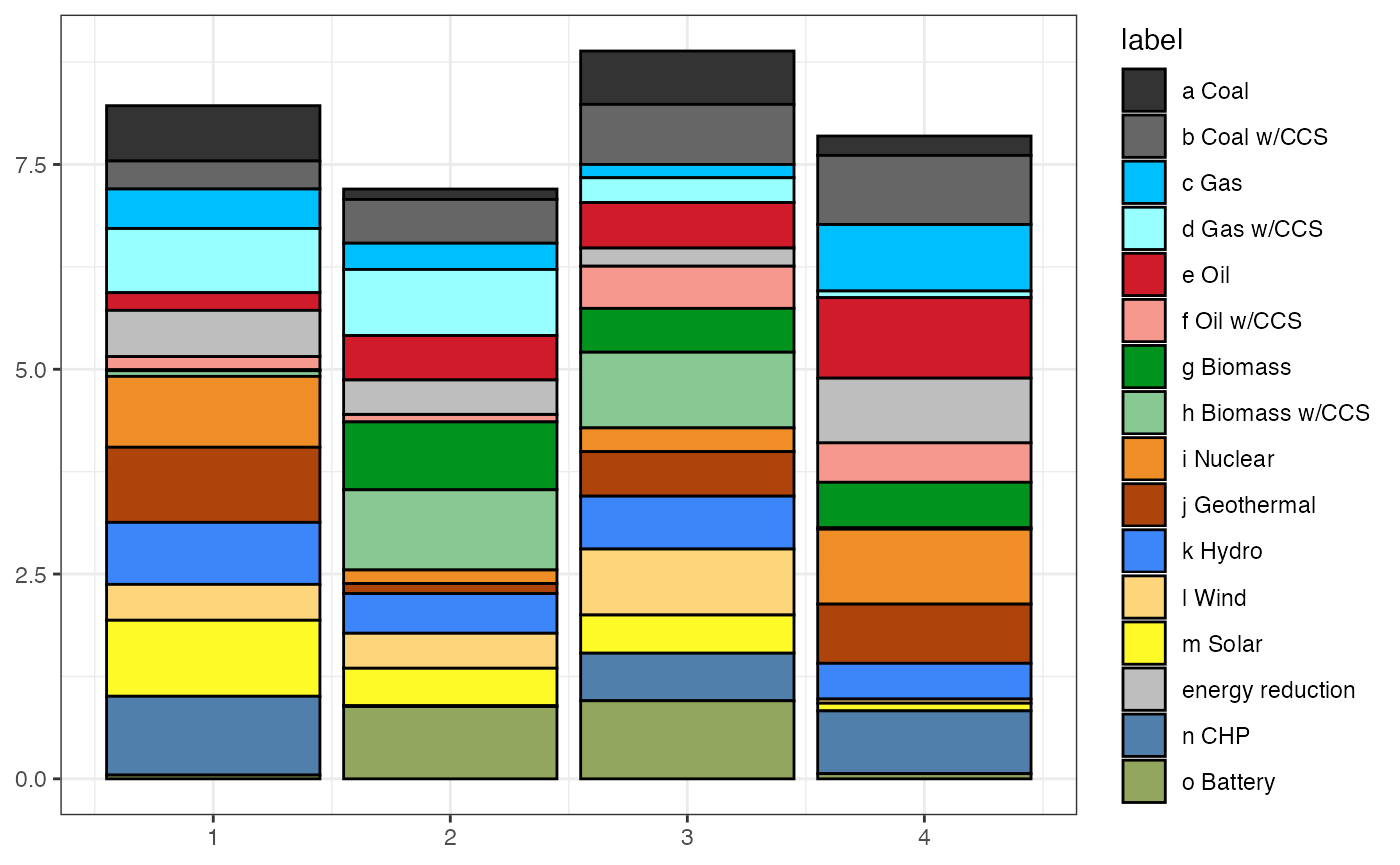 label
a Coal
b Coal w/CCS
c Gas
d Gas w/CCS
e Oil
f Oil w/CCS
g Biomass
h Biomass w/CCS
i Nuclear
j Geothermal
k Hydro
l Wind
m Solar
energy reduction
n CHP
o Battery
7.5
5.0
2.5
0.0
1 2 3 4